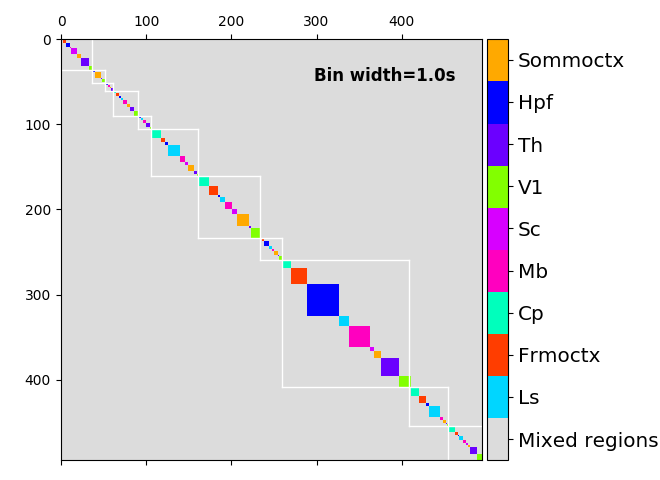 0 100 200 300 400
0
100
200
300
400
Bin width=1.0s
Sommoctx
Hpf
Th
V1
Sc
Mb
Cp
Frmoctx
Ls
Mixed regions